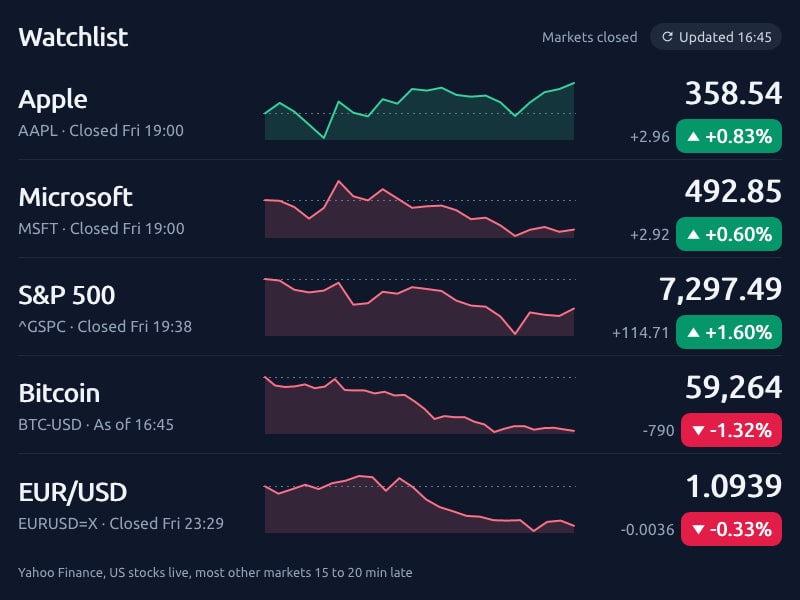 Watchlist
Markets closed
Updated 16:45
Apple
AAPL · Closed Fri 19:00
358.54
+2.96 ▲ +0.83%
Microsoft
MSFT · Closed Fri 19:00
492.85
+2.92 ▲ +0.60%
S&P 500
^GSPC · Closed Fri 19:38
7,297.49
+114.71 ▲ +1.60%
Bitcoin
BTC-USD · As of 16:45
59,264
-790 ▼ -1.32%
EUR/USD
EURUSD=X · Closed Fri 23:29
1.0939
-0.0036 ▼ -0.33%
Yahoo Finance, US stocks live, most other markets 15 to 20 min late